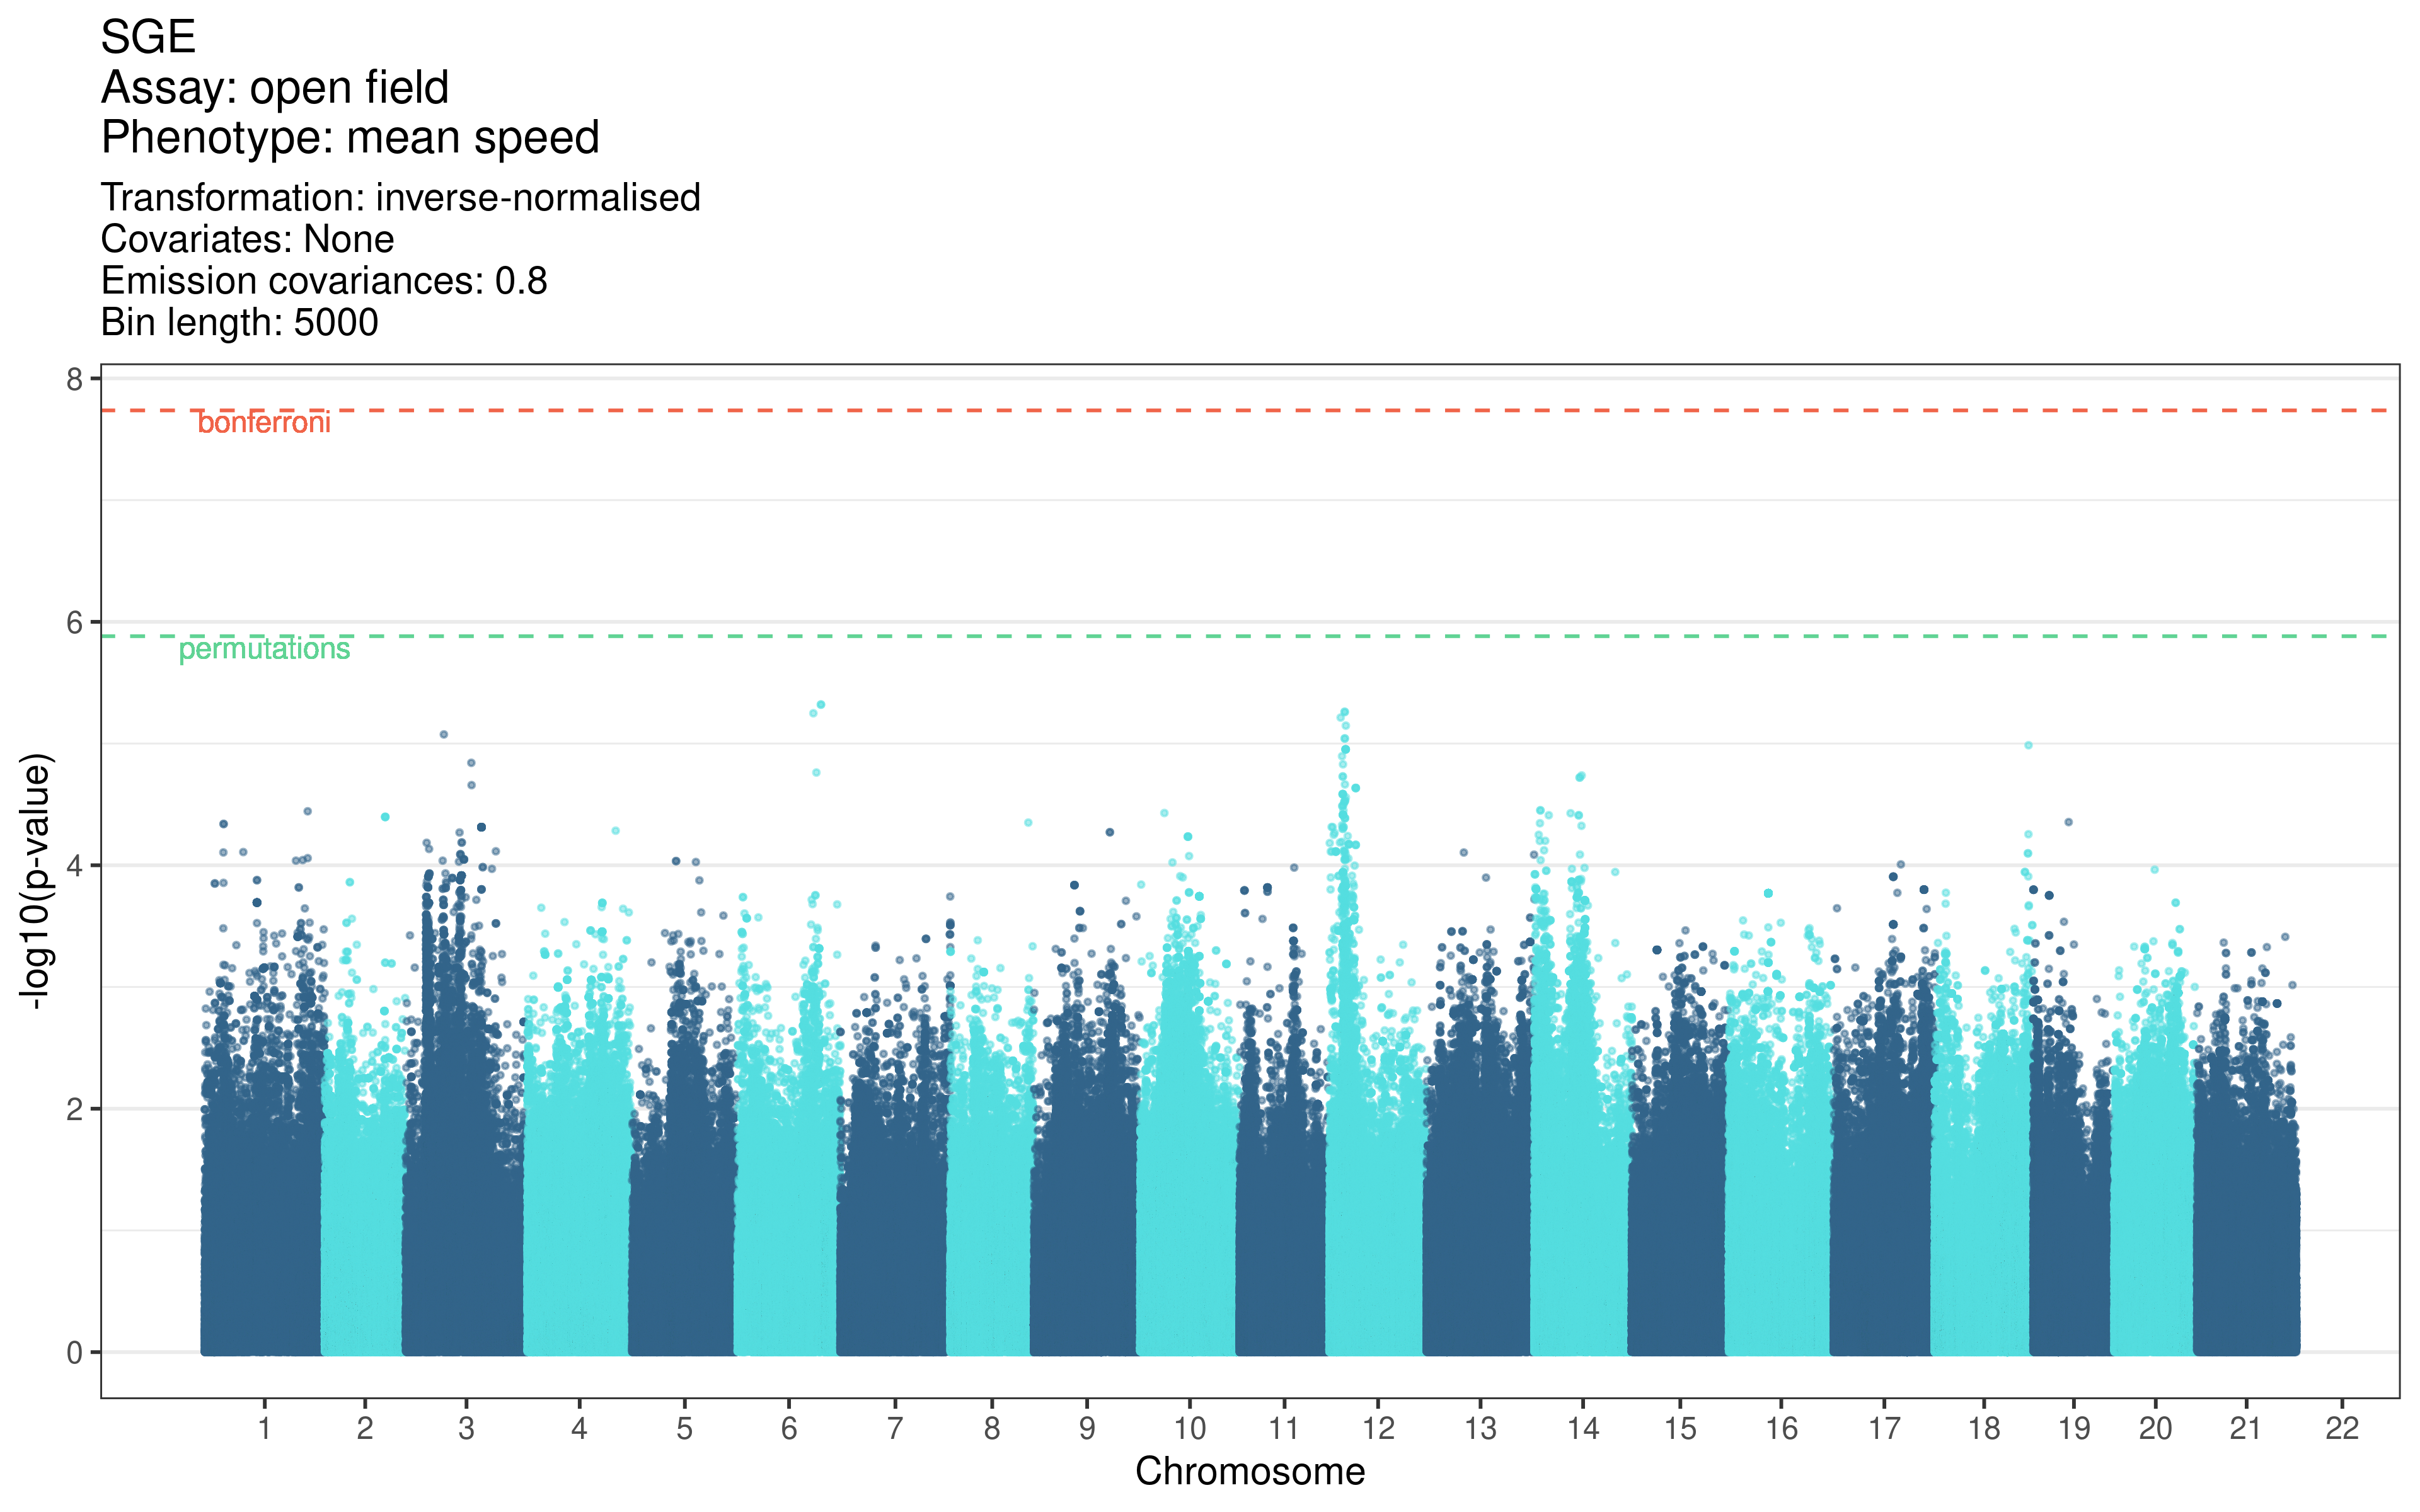 SGE
Assay: open field
Phenotype: mean speed
Transformation: inverse-normalised
Covariates: None
Emission covariances: 0.8
Bin length: 5000
8
bonferroni
6
permutations
-log10(p-value)
4
2
0
1 2 3 4 5 6 7 8 9 10 11 12 13 14 15 16 17 18 19 20 21 22
Chromosome